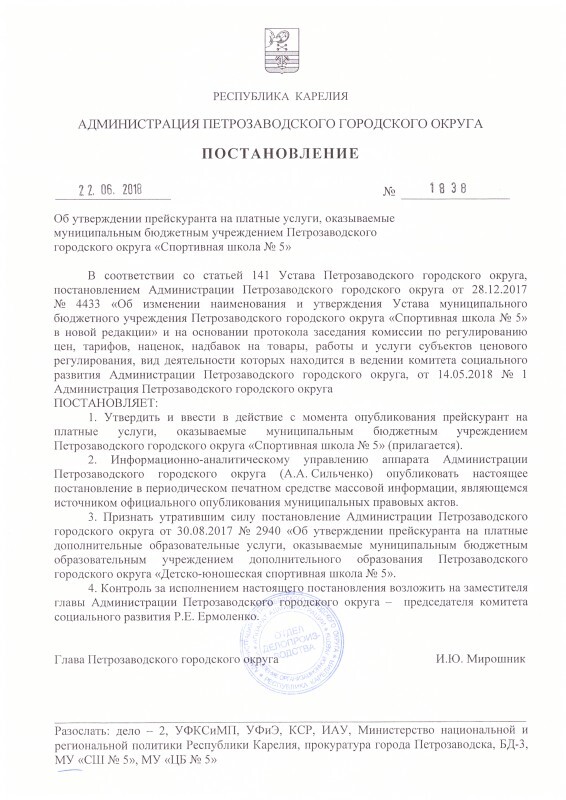 РЕСПУБЛИКА КАРЕЛИЯ
АДМИНИСТРАЦИЯ ПЕТРОЗАВОДСКОГО ГОРОДСКОГО ОКРУГА
ПОСТАНОВЛЕНИЕ
22. 06. 2018 № 1838
Об утверждении прейскуранта на платные услуги, оказываемые
муниципальным бюджетным учреждением Петрозаводского
городского округа «Спортивная школа № 5»
В соответствии со статьей 141 Устава Петрозаводского городского округа,
постановлением Администрации Петрозаводского городского округа от 28.12.2017
№ 4433 «Об изменении наименования и утверждения Устава муниципального
бюджетного учреждения Петрозаводского городского округа «Спортивная школа № 5»
в новой редакции» и на основании протокола заседания комиссии по регулированию
цен, тарифов, наценок, надбавок на товары, работы и услуги субъектов ценового
регулирования, вид деятельности которых находится в ведении комитета социального
развития Администрации Петрозаводского городского округа, от 14.05.2018 № 1
Администрация Петрозаводского городского округа
ПОСТАНОВЛЯЕТ:
1. Утвердить и ввести в действие с момента опубликования прейскурант на
платные услуги, оказываемые муниципальным бюджетным учреждением
Петрозаводского городского округа «Спортивная школа № 5» (прилагается).
2. Информационно-аналитическому управлению аппарата Администрации
Петрозаводского городского округа (А.А. Сильченко) опубликовать настоящее
постановление в периодическом печатном средстве массовой информации, являющемся
источником официального опубликования муниципальных правовых актов.
3. Признать утратившим силу постановление Администрации Петрозаводского
городского округа от 30.08.2017 № 2940 «Об утверждении прейскуранта на платные
дополнительные образовательные услуги, оказываемые муниципальным бюджетным
образовательным учреждением дополнительного образования Петрозаводского
городского округа «Детско-юношеская спортивная школа № 5».
4. Контроль за исполнением настоящего постановления возложить на заместителя
главы Администрации Петрозаводского городского округа – председателя комитета
социального развития Р.Е. Ермоленко.
ОТДЕЛ
ДЕЛОПРОИЗ-
ВОДСТВА
Глава Петрозаводского городского округа И.Ю. Мирошник
Разослать: дело – 2, УФКСиМП, УФиЭ, КСР, ИАУ, Министерство национальной и
региональной политики Республики Карелия, прокуратура города Петрозаводска, БД-3,
МУ «СШ № 5», МУ «ЦБ № 5»